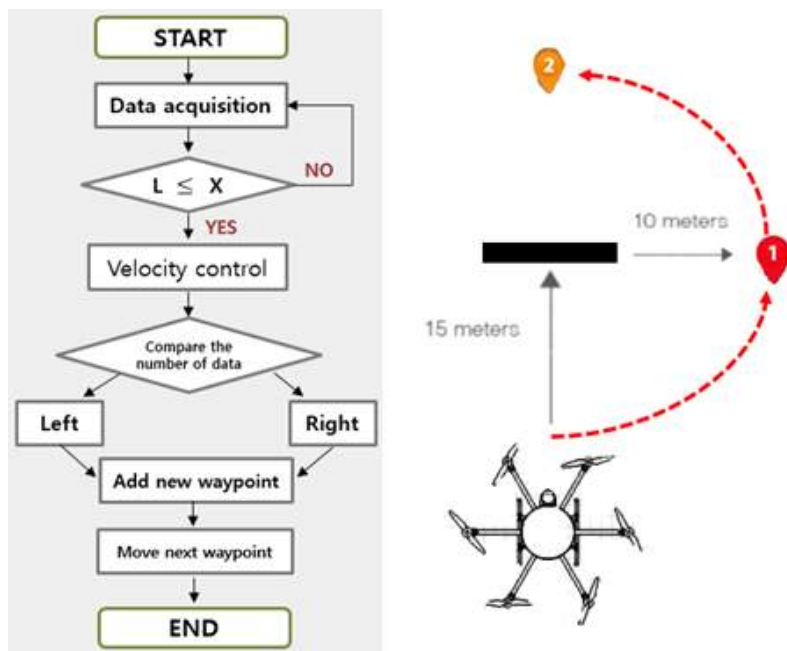 START
Data acquisition
L ≤ X
NO
YES
Velocity control
Compare the
number of data
Left
Right
Add new waypoint
Move next waypoint
END
2
10 meters
1
15 meters